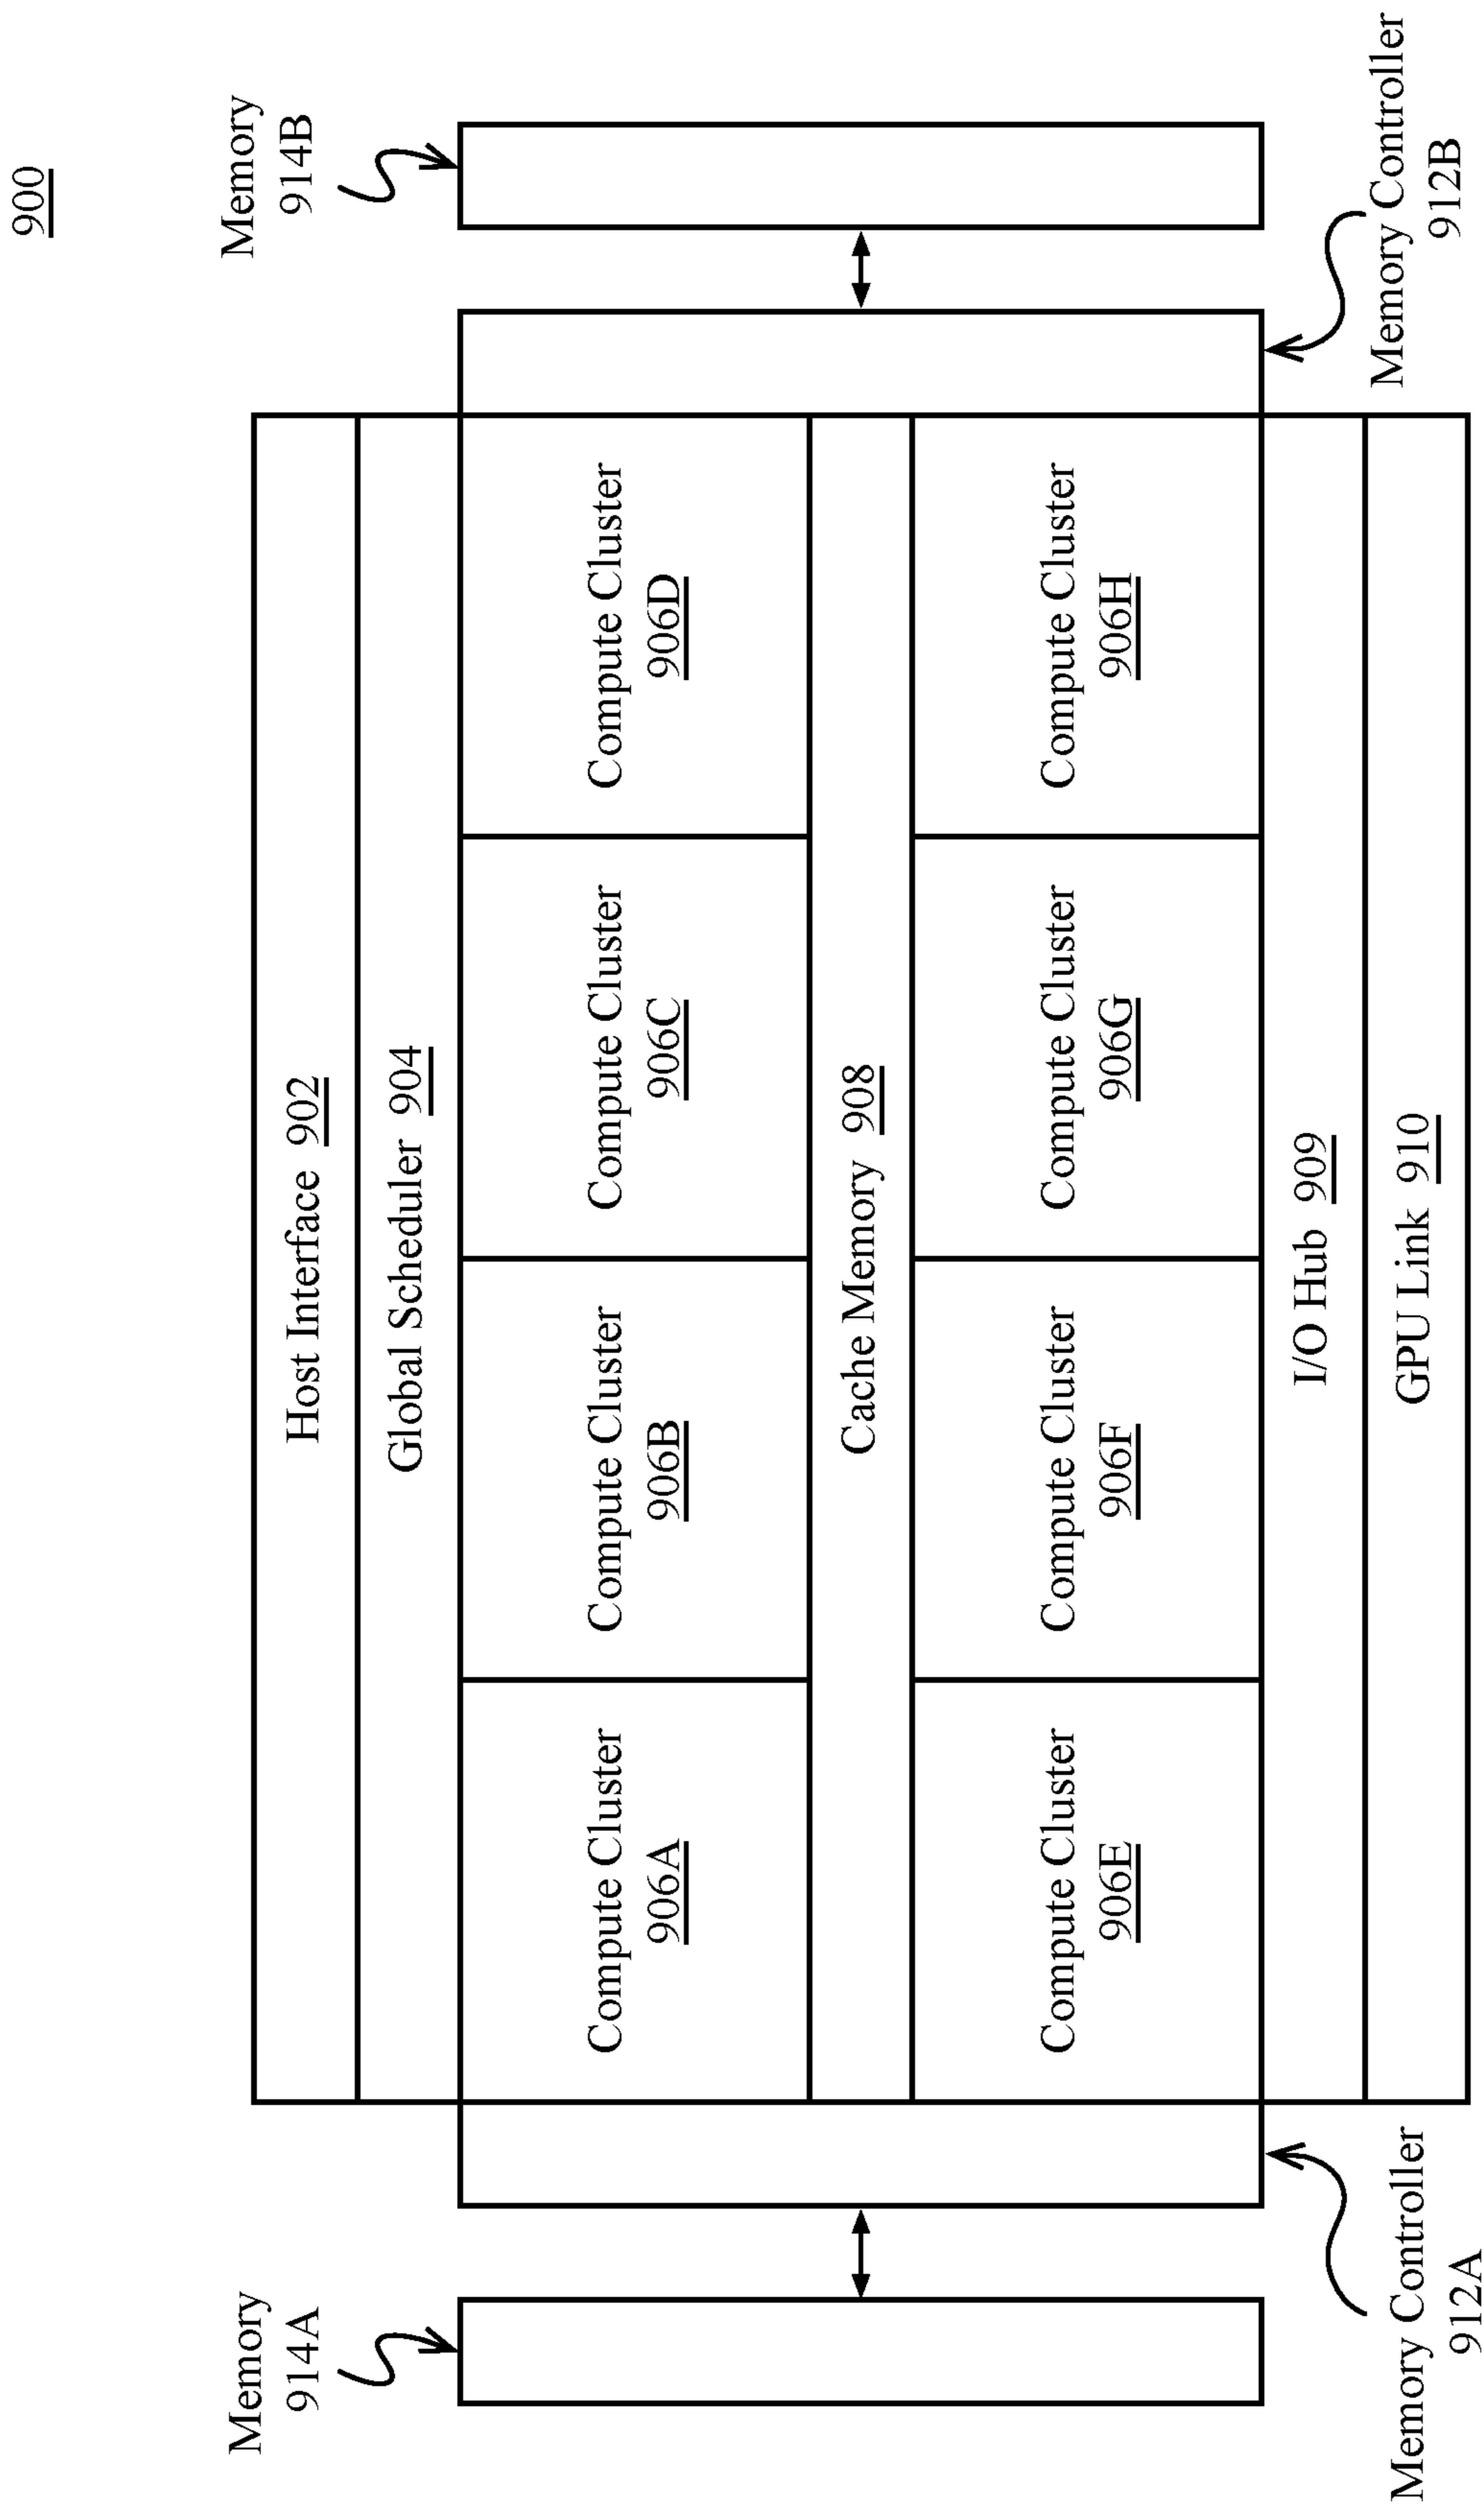 900
Memory
914A
Memory
914B
Host Interface 902
Global Scheduler 904
Compute Cluster
906A
Compute Cluster
906B
Compute Cluster
906C
Compute Cluster
906D
Cache Memory 908
Compute Cluster
906E
Compute Cluster
906F
Compute Cluster
906G
Compute Cluster
906H
I/O Hub 909
GPU Link 910
Memory Controller
912A
Memory Controller
912B